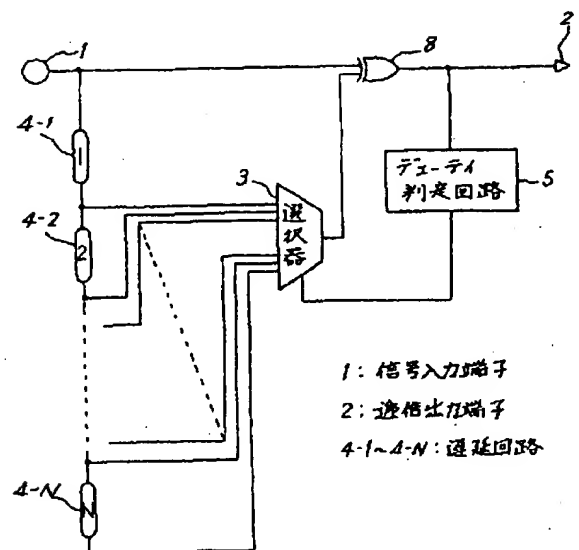 1
8
2
4-1
1
3
デューティ
判定回路
5
4-2
選
択
器
2
1: 信号入力端子
2: 逓倍出力端子
4-1~4-N: 遅延回路
4-N
N